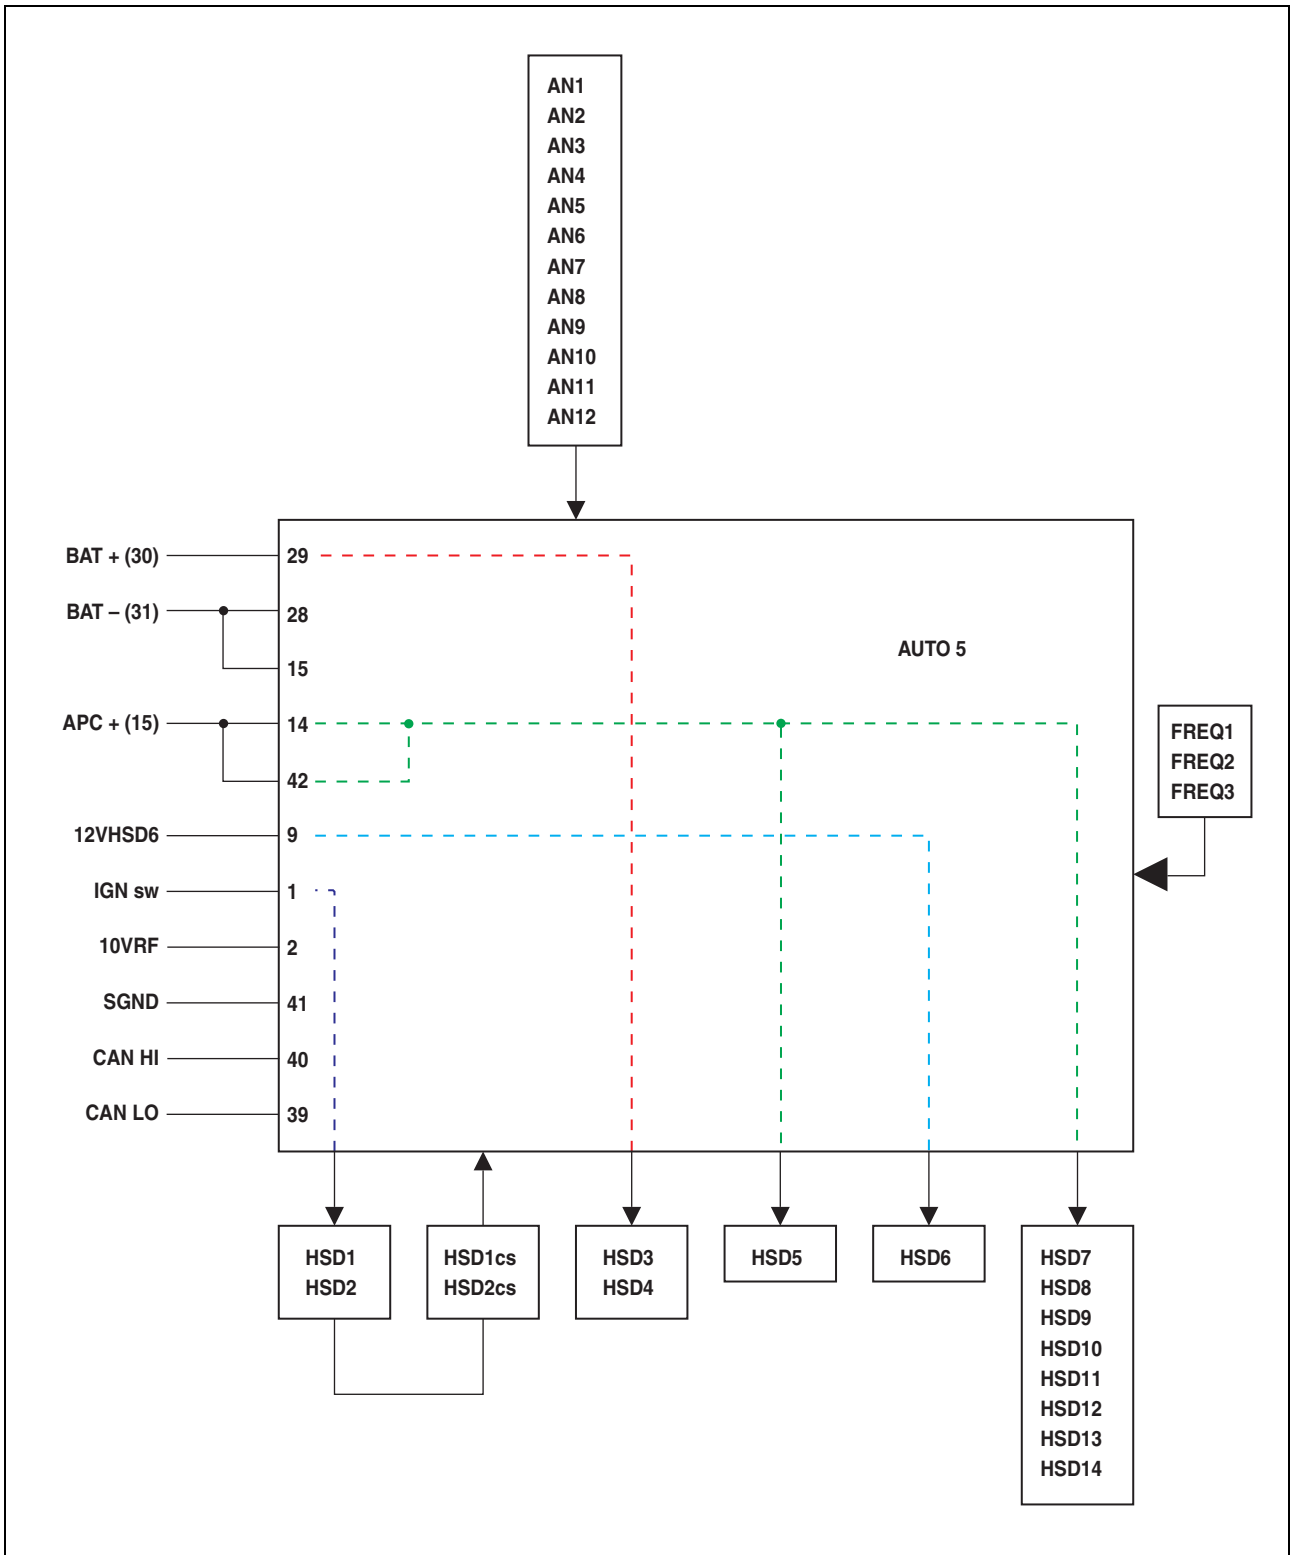 AN1
AN2
AN3
AN4
AN5
AN6
AN7
AN8
AN9
AN10
AN11
AN12
BAT + (30) 29
BAT – (31) 28
15
AUTO 5
APC + (15) 14
42
FREQ1
FREQ2
FREQ3
12VHSD6 9
IGN sw 1
10VRF 2
SGND 41
CAN HI 40
CAN LO 39
HSD1
HSD2
HSD1cs
HSD2cs
HSD3
HSD4
HSD5
HSD6
HSD7
HSD8
HSD9
HSD10
HSD11
HSD12
HSD13
HSD14